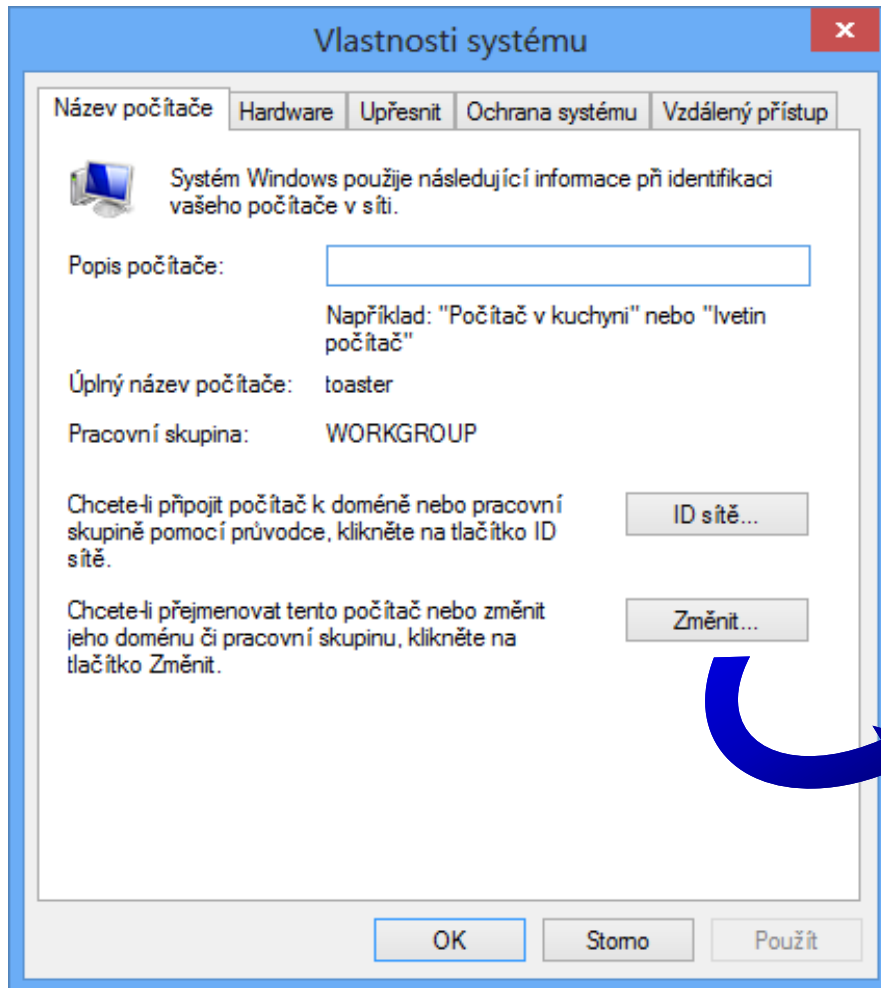 Vlastnosti systému
x
Název počítače Hardware Upřesnit Ochrana systému Vzdálený přístup
Systém Windows použije následující informace při identifikaci
vašeho počítače v síti.
Popis počítače:
Například: "Počítač v kuchyni" nebo "Ivetin
počítač"
Úplný název počítače: toaster
Pracovní skupina: WORKGROUP
Chcete-li připojit počítač k doméně nebo pracovní
skupině pomocí průvodce, klikněte na tlačítko ID
sítě.
ID sítě...
Chcete-li přejmenovat tento počítač nebo změnit
jeho doménu či pracovní skupinu, klikněte na
tlačítko Změnit.
Změnit...
OK Storno Použít